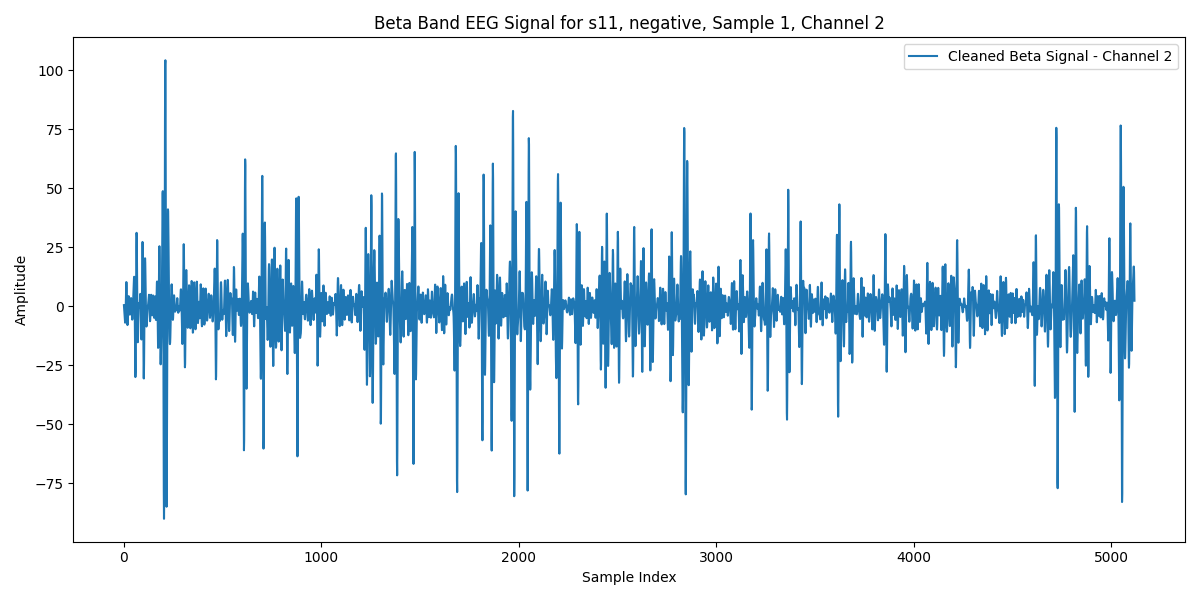 Beta Band EEG Signal for s11, negative, Sample 1, Channel 2
Cleaned Beta Signal - Channel 2
Amplitude
100
75
50
25
0
−25
−50
−75
0 1000 2000 3000 4000 5000
Sample Index